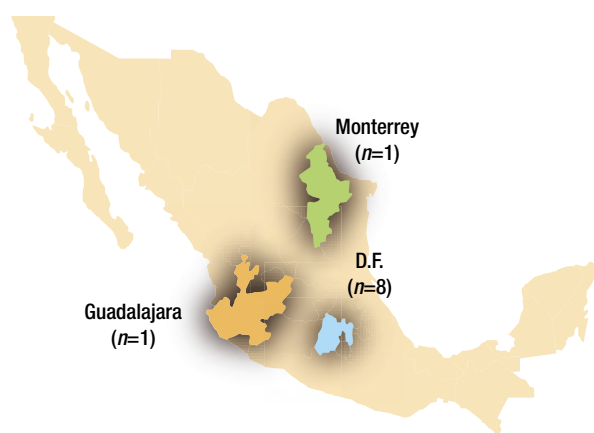 Monterrey
(n=1)
D.F.
(n=8)
Guadalajara
(n=1)